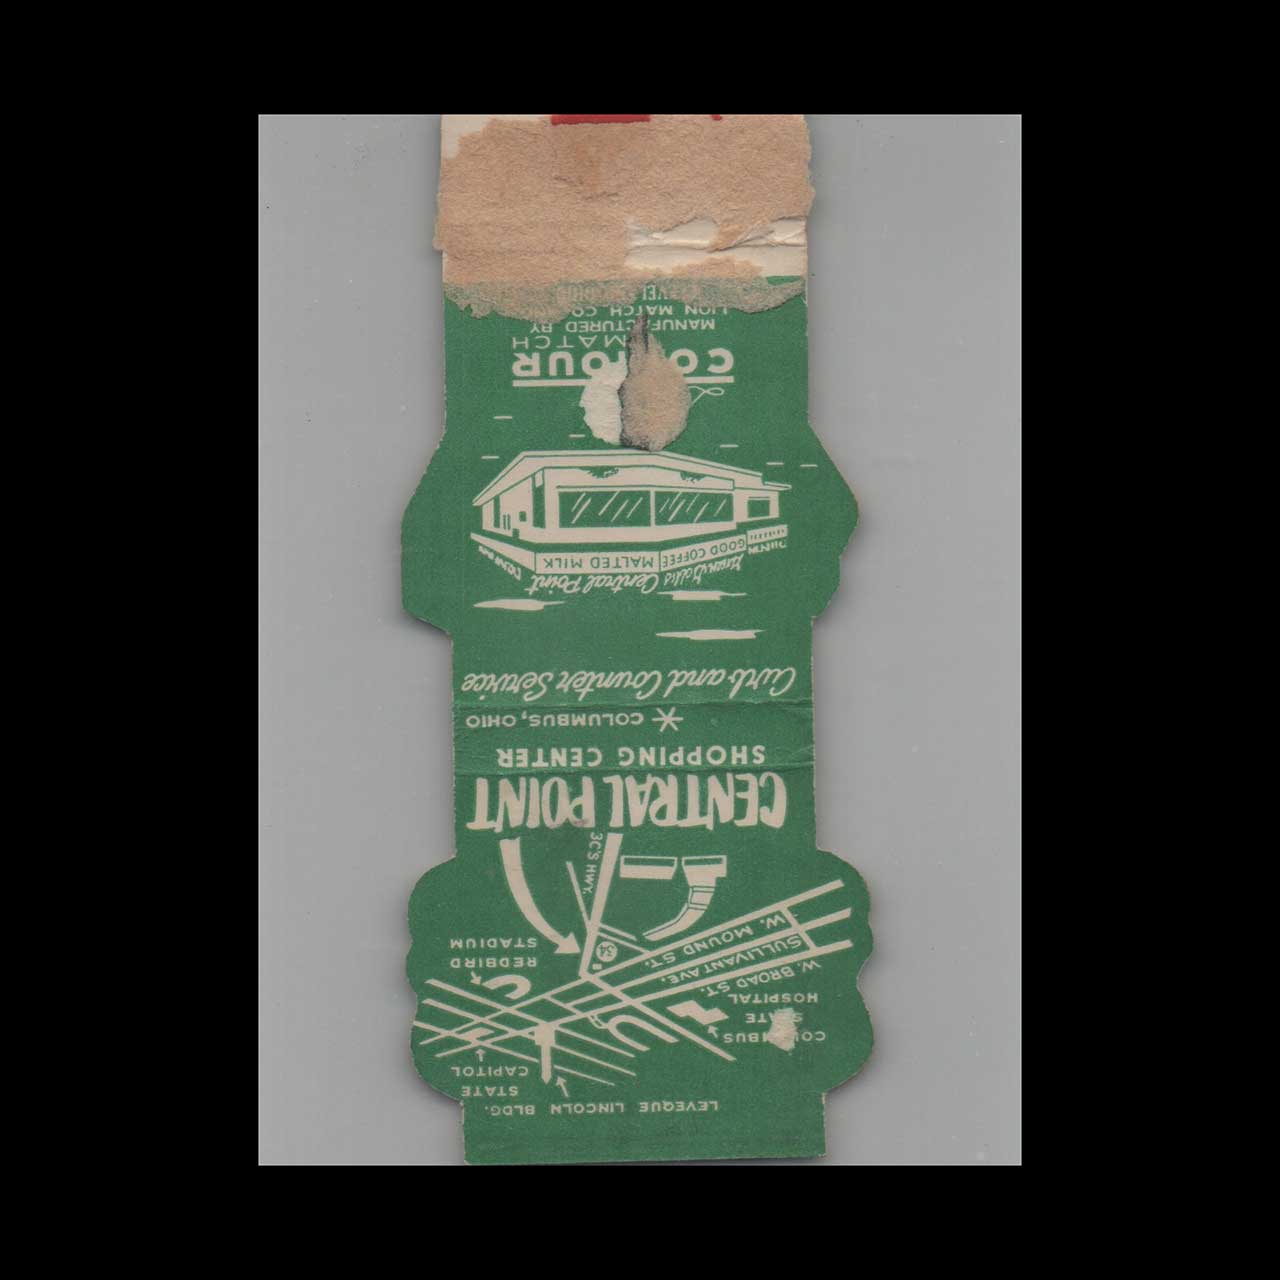 LEVEQUE LINCOLN BLDG.
STATE
CAPITOL
COLUMBUS
STATE
HOSPITAL
W. BROAD ST.
SULLIVANT AVE.
W. MOUND ST.
REDBIRD
STADIUM
34
3C'S HWY.
CENTRAL POINT
SHOPPING CENTER
COLUMBUS, OHIO
Curb and Counter Service
Central Point
GOOD COFFEE
MALTED MILK
CONTOUR
MATCH
MANUFACTURED BY
LION MATCH CO.